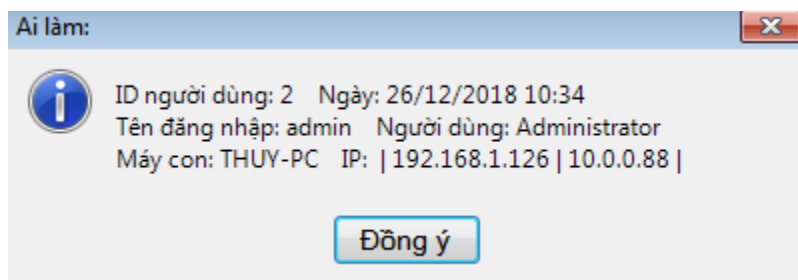 Ai làm:
ID người dùng: 2 Ngày: 26/12/2018 10:34
Tên đăng nhập: admin Người dùng: Administrator
Máy con: THUY-PC IP: | 192.168.1.126 | 10.0.0.88 |
Đồng ý